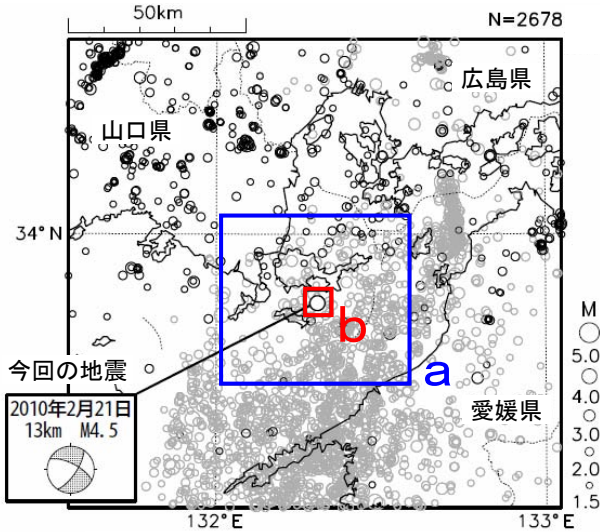 50km
N=2678
広島県
山口県
34°N
b
a
M
5.0
4.0
3.0
2.0
1.5
今回の地震
2010年2月21日
13km M4.5
愛媛県
132°E
133°E